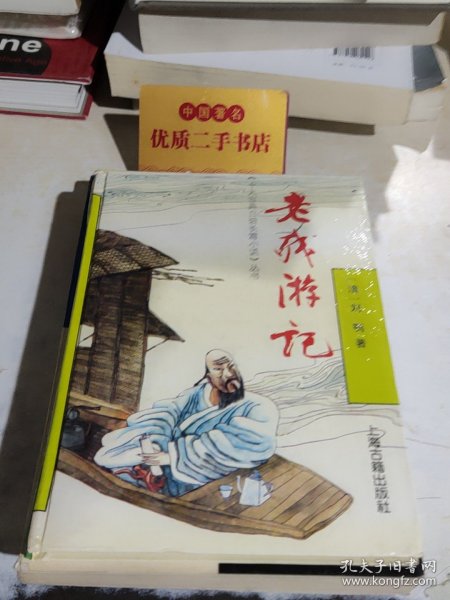 ne
中国著名
优质二手书店
老残游记
清·刘鹗 著
上海古籍出版社
孔夫子旧书网
www.kongfz.com